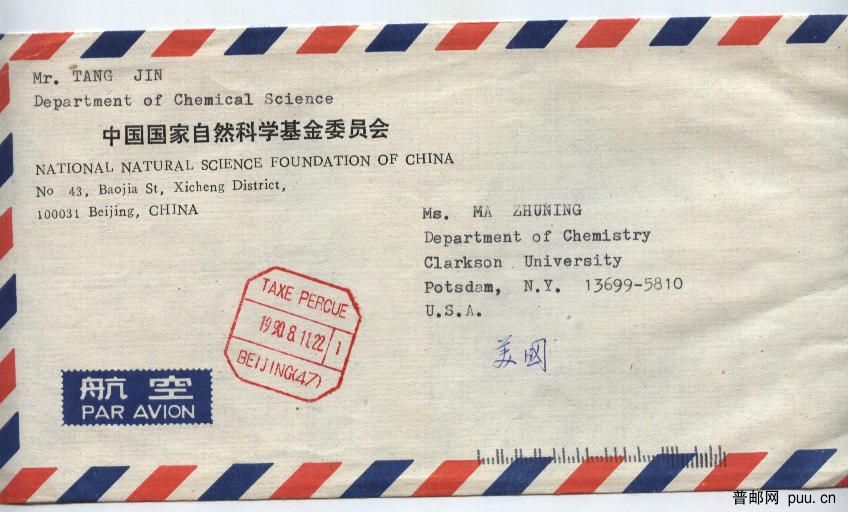 Mr. TANG JIN
Department of Chemical Science
中国国家自然科学基金委员会
NATIONAL NATURAL SCIENCE FOUNDATION OF CHINA
No 43, Baojia St, Xicheng District,
100031 Beijing, CHINA
Ms. MA ZHUNING
Department of Chemistry
Clarkson University
Potsdam, N.Y. 13699-5810
U.S.A.
美国
TAXE PERCUE
1990.8.11.22 1
BEIJING(47)
航空
PAR AVION
普邮网 puu.cn